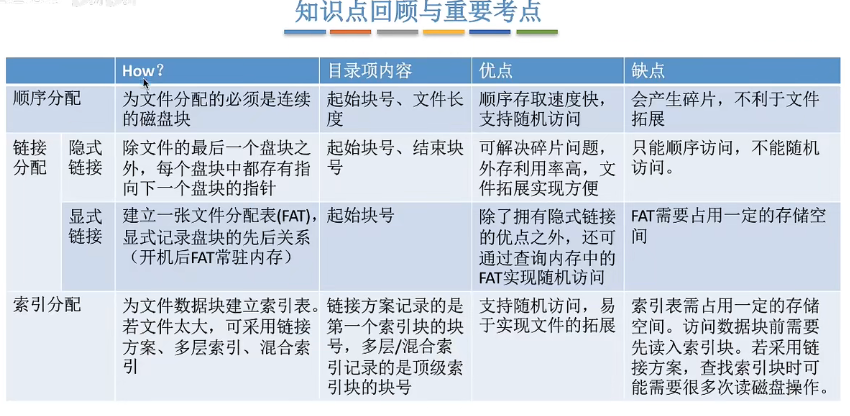 知识点回顾与重要考点
How？
目录项内容
优点
缺点
顺序分配
为文件分配的必须是连续
的磁盘块
起始块号、文件长
度
顺序存取速度快，
支持随机访问
会产生碎片，不利于文件
拓展
链接
分配
隐式
链接
除文件的最后一个盘块之
外，每个盘块中都存有指
向下一个盘块的指针
起始块号、结束块
号
可解决碎片问题，
外存利用率高，文
件拓展实现方便
只能顺序访问，不能随机
访问。
显式
链接
建立一张文件分配表(FAT)，
显式记录盘块的先后关系
（开机后FAT常驻内存）
起始块号
除了拥有隐式链接
的优点之外，还可
通过查询内存中的
FAT实现随机访问
FAT需要占用一定的存储空
间
索引分配
为文件数据块建立索引表。
若文件太大，可采用链接
方案、多层索引、混合索
引
链接方案记录的是
第一个索引块的块
号，多层/混合索
引记录的是顶级索
引块的块号
支持随机访问，易
于实现文件的拓展
索引表需占用一定的存储
空间。访问数据块前需要
先读入索引块。若采用链
接方案，查找索引块时可
能需要很多次读磁盘操作。